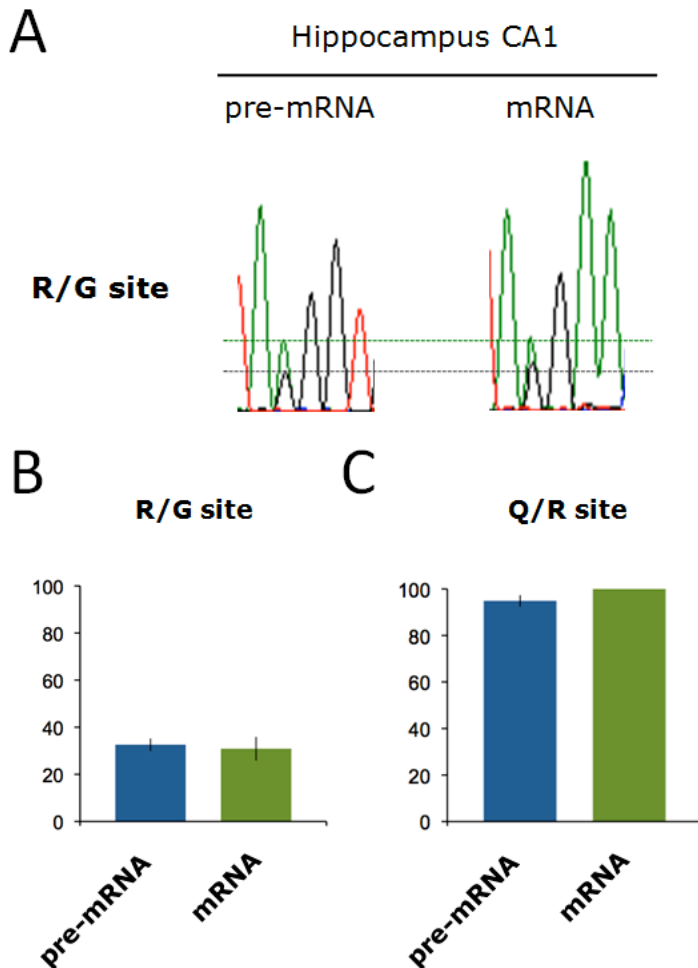 A
Hippocampus CA1
pre-mRNA mRNA
R/G site
B
R/G site
100
80
60
40
20
0
pre-mRNA
mRNA
C
Q/R site
100
80
60
40
20
0
pre-mRNA
mRNA